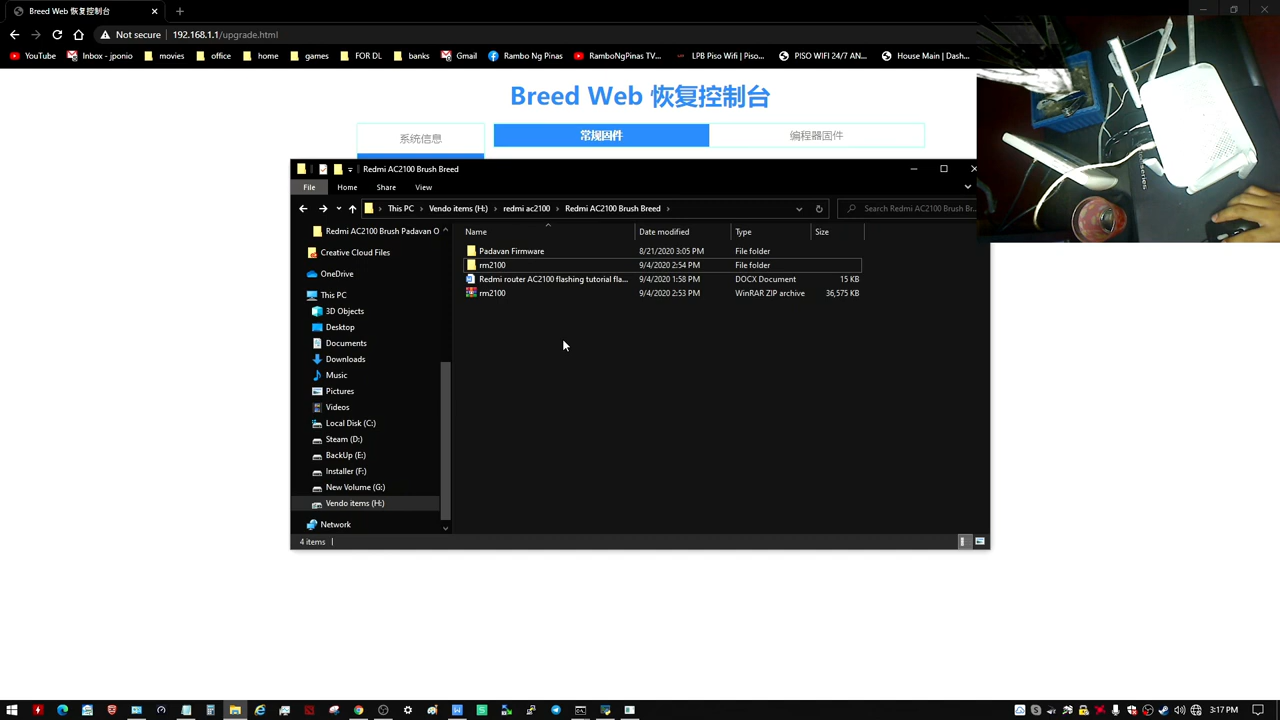 Breed Web 恢复控制台
Not secure
192.168.1.1/upgrade.html
YouTube
Inbox - jponio
movies
office
home
games
FOR DL
banks
Gmail
Rambo Ng Pinas
RamboNgPinas TV...
LPB Piso Wifi | Piso...
PISO WIFI 24/7 AN...
House Main | Dash...
Breed Web 恢复控制台
系统信息
常规固件
编程器固件
Redmi AC2100 Brush Breed
File
Home
Share
View
This PC
Vendo items (H:)
redmi ac2100
Redmi AC2100 Brush Breed
Search Redmi AC2100 Brush Br...
Redmi AC2100 Brush Padavan O
Creative Cloud Files
OneDrive
This PC
3D Objects
Desktop
Documents
Downloads
Music
Pictures
Videos
Local Disk (C:)
Steam (D:)
BackUp (E:)
Installer (F:)
New Volume (G:)
Vendo items (H:)
Network
Name
Date modified
Type
Size
Padavan Firmware
8/21/2020 3:05 PM
File folder
rm2100
9/4/2020 2:54 PM
File folder
Redmi router AC2100 flashing tutorial fla...
9/4/2020 1:58 PM
DOCX Document
15 KB
rm2100
9/4/2020 2:53 PM
WinRAR ZIP archive
36,575 KB
4 items
3:17 PM